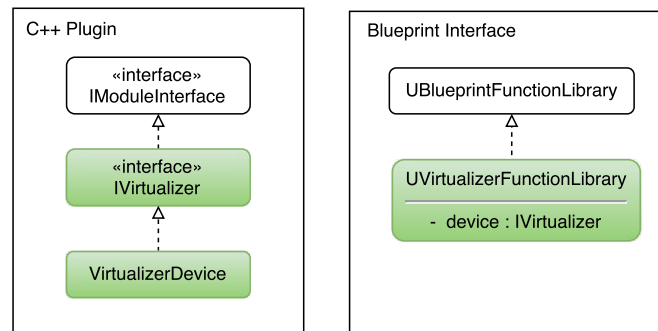 C++ Plugin
«interface»
IModuleInterface
«interface»
IVirtualizer
VirtualizerDevice
Blueprint Interface
UBlueprintFunctionLibrary
UVirtualizerFunctionLibrary
- device : IVirtualizer